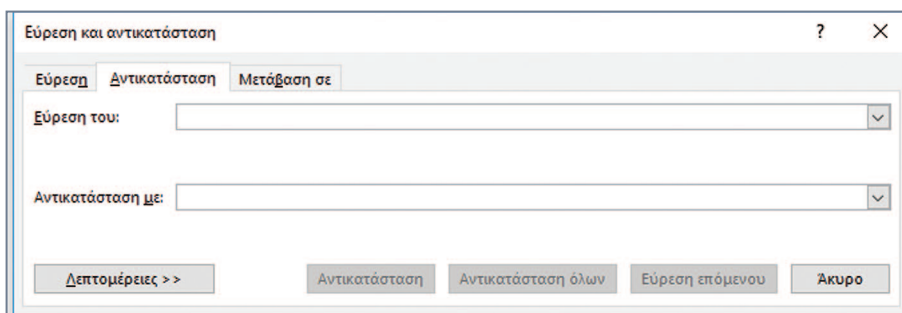 Εύρεση και αντικατάσταση ? ×
Εύρεση Αντικατάσταση Μετάβαση σε
Εύρεση του:
Αντικατάσταση με:
Λεπτομέρειες >> Αντικατάσταση Αντικατάσταση όλων Εύρεση επόμενου Άκυρο